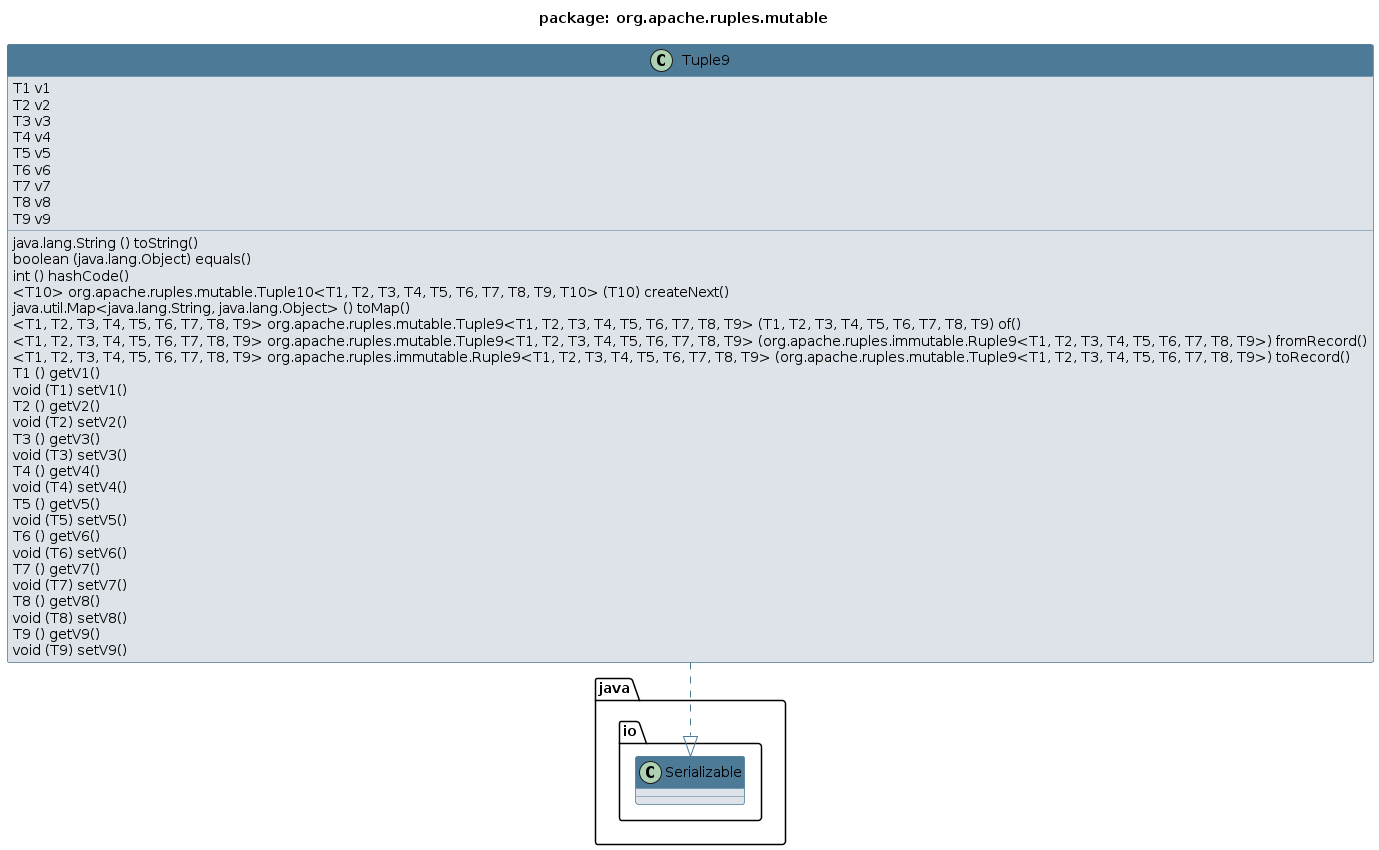 package: org.apache.ruples.mutable
C Tuple9
T1 v1
T2 v2
T3 v3
T4 v4
T5 v5
T6 v6
T7 v7
T8 v8
T9 v9
java.lang.String () toString()
boolean (java.lang.Object) equals()
int () hashCode()
<T10> org.apache.ruples.mutable.Tuple10<T1, T2, T3, T4, T5, T6, T7, T8, T9, T10> (T10) createNext()
java.util.Map<java.lang.String, java.lang.Object> () toMap()
<T1, T2, T3, T4, T5, T6, T7, T8, T9> org.apache.ruples.mutable.Tuple9<T1, T2, T3, T4, T5, T6, T7, T8, T9> (T1, T2, T3, T4, T5, T6, T7, T8, T9) of()
<T1, T2, T3, T4, T5, T6, T7, T8, T9> org.apache.ruples.mutable.Tuple9<T1, T2, T3, T4, T5, T6, T7, T8, T9> (org.apache.ruples.immutable.Ruple9<T1, T2, T3, T4, T5, T6, T7, T8, T9>) fromRecord()
<T1, T2, T3, T4, T5, T6, T7, T8, T9> org.apache.ruples.immutable.Ruple9<T1, T2, T3, T4, T5, T6, T7, T8, T9> (org.apache.ruples.mutable.Tuple9<T1, T2, T3, T4, T5, T6, T7, T8, T9>) toRecord()
T1 () getV1()
void (T1) setV1()
T2 () getV2()
void (T2) setV2()
T3 () getV3()
void (T3) setV3()
T4 () getV4()
void (T4) setV4()
T5 () getV5()
void (T5) setV5()
T6 () getV6()
void (T6) setV6()
T7 () getV7()
void (T7) setV7()
T8 () getV8()
void (T8) setV8()
T9 () getV9()
void (T9) setV9()
java
io
C Serializable